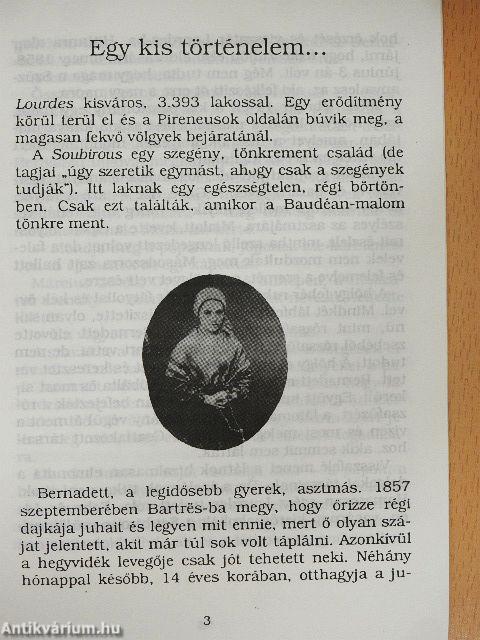 Egy kis történelem...
Lourdes kisváros, 3.393 lakossal. Egy erődítmény
körül terül el és a Pireneusok oldalán búvik meg, a
magasan fekvő völgyek bejáratánál.
A Soubirous egy szegény, tönkrement család (de
tagjai „úgy szeretik egymást, ahogy csak a szegények
tudják"). Itt laknak egy egészségtelen, régi börtön-
ben. Csak ezt találták, amikor a Baudéan-malom
tönkre ment.
Bernadett, a legidősebb gyerek, asztmás. 1857
szeptemberében Bartrès-ba megy, hogy őrizze régi
dajkája juhait és legyen mit ennie, mert ő olyan szá-
jat jelentett, akit már túl sok volt táplálni. Azonkívül
a hegyvidék levegője csak jót tehetett neki. Néhány
hónappal később, 14 éves korában, otthagyja a ju-
3
Antikvárium.hu